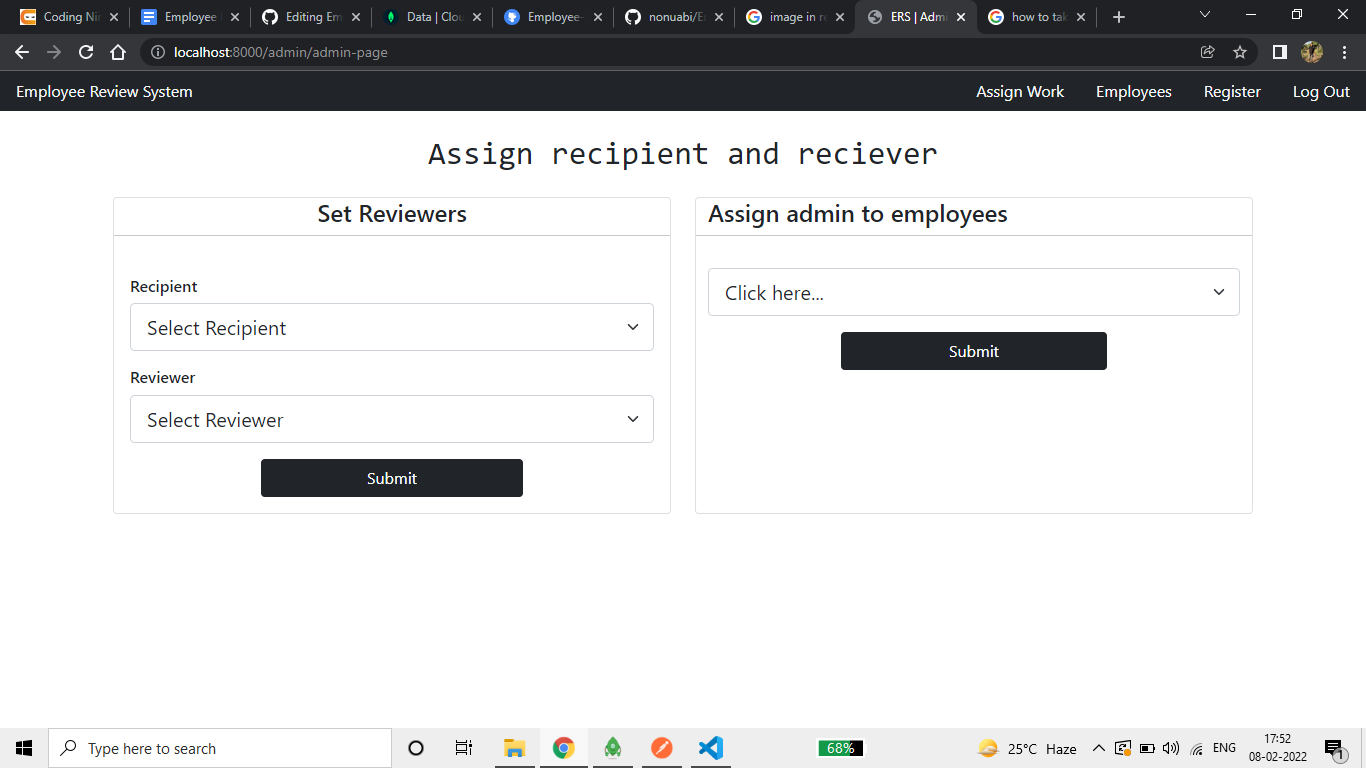 Coding Nin
Employee
Editing Em
Data | Clou
Employee-
nonuabi/E
image in r
ERS | Admi
how to tak
localhost:8000/admin/admin-page
Employee Review System
Assign Work
Employees
Register
Log Out
Assign recipient and reciever
Set Reviewers
Recipient
Select Recipient
Reviewer
Select Reviewer
Submit
Assign admin to employees
Click here...
Submit
Type here to search
68%
25°C Haze
ENG
17:52
08-02-2022
1